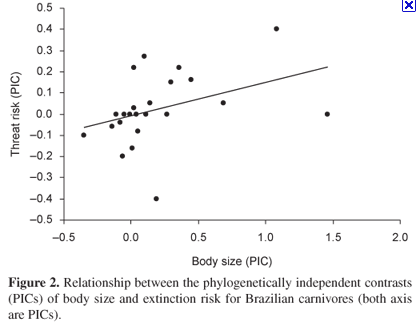 0.5
0.4
0.3
0.2
0.1
0.0
−0.1
−0.2
−0.3
−0.4
−0.5
Threat risk (PIC)
−0.5 0.0 0.5 1.0 1.5 2.0
Body size (PIC)
Figure 2. Relationship between the phylogenetically independent contrasts
(PICs) of body size and extinction risk for Brazilian carnivores (both axis
are PICs).